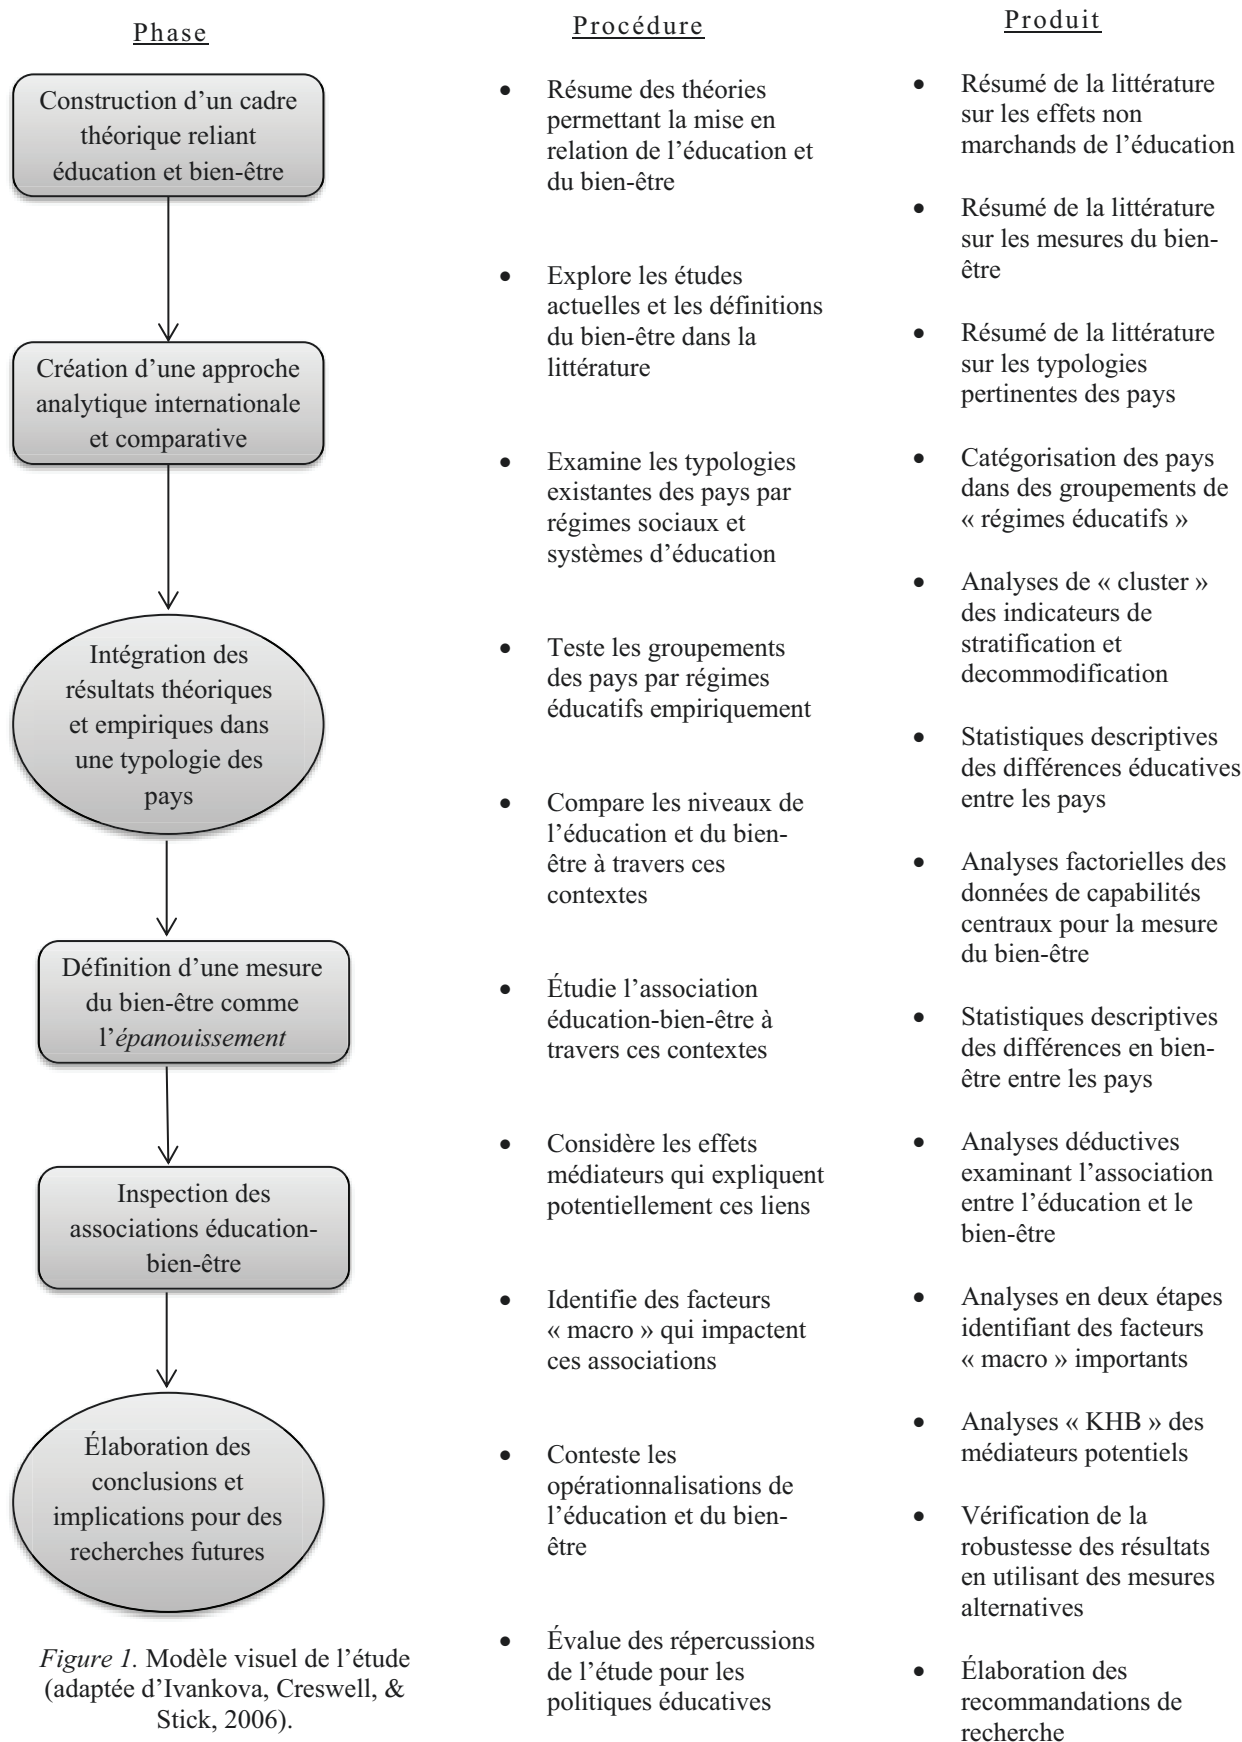 Phase
Construction d’un cadre
théorique reliant
éducation et bien-être
Création d’une approche
analytique internationale
et comparative
Intégration des
résultats théoriques
et empiriques dans
une typologie des
pays
Définition d’une mesure
du bien-être comme
l’épanouissement
Inspection des
associations éducation-
bien-être
Élaboration des
conclusions et
implications pour des
recherches futures
Figure 1. Modèle visuel de l’étude
(adaptée d’Ivankova, Creswell, &
Stick, 2006).
Procédure
• Résume des théories
permettant la mise en
relation de l’éducation et
du bien-être
• Explore les études
actuelles et les définitions
du bien-être dans la
littérature
• Examine les typologies
existantes des pays par
régimes sociaux et
systèmes d’éducation
• Teste les groupements
des pays par régimes
éducatifs empiriquement
• Compare les niveaux de
l’éducation et du bien-
être à travers ces
contextes
• Étudie l’association
éducation-bien-être à
travers ces contextes
• Considère les effets
médiateurs qui expliquent
potentiellement ces liens
• Identifie des facteurs
« macro » qui impactent
ces associations
• Conteste les
opérationnalisations de
l’éducation et du bien-
être
• Évalue des répercussions
de l’étude pour les
politiques éducatives
Produit
• Résumé de la littérature
sur les effets non
marchands de l’éducation
• Résumé de la littérature
sur les mesures du bien-
être
• Résumé de la littérature
sur les typologies
pertinentes des pays
• Catégorisation des pays
dans des groupements de
« régimes éducatifs »
• Analyses de « cluster »
des indicateurs de
stratification et
decommodification
• Statistiques descriptives
des différences éducatives
entre les pays
• Analyses factorielles des
données de capabilités
centraux pour la mesure
du bien-être
• Statistiques descriptives
des différences en bien-
être entre les pays
• Analyses déductives
examinant l’association
entre l’éducation et le
bien-être
• Analyses en deux étapes
identifiant des facteurs
« macro » importants
• Analyses « KHB » des
médiateurs potentiels
• Vérification de la
robustesse des résultats
en utilisant des mesures
alternatives
• Élaboration des
recommandations de
recherche